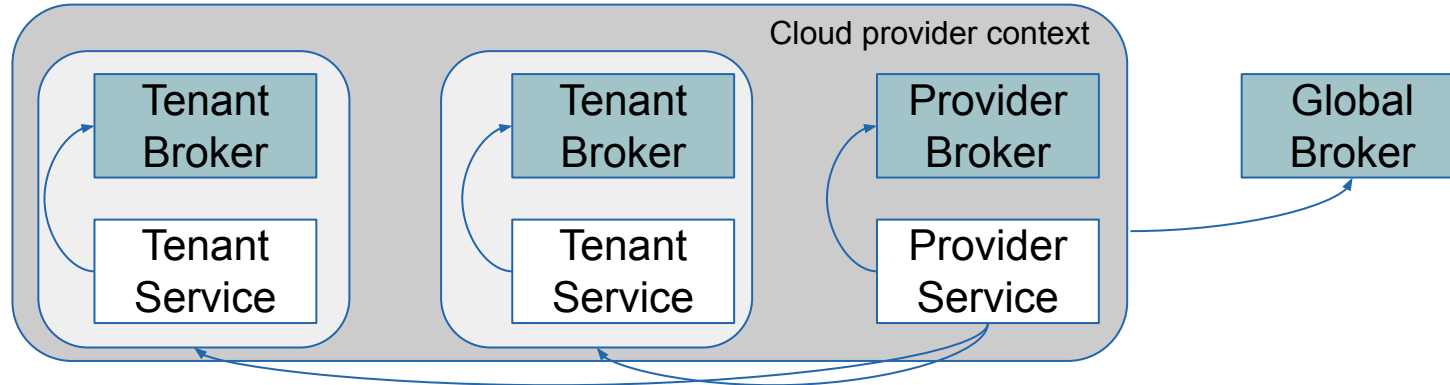 Cloud provider context
Tenant
Broker
Tenant
Broker
Provider
Broker
Global
Broker
Tenant
Service
Tenant
Service
Provider
Service